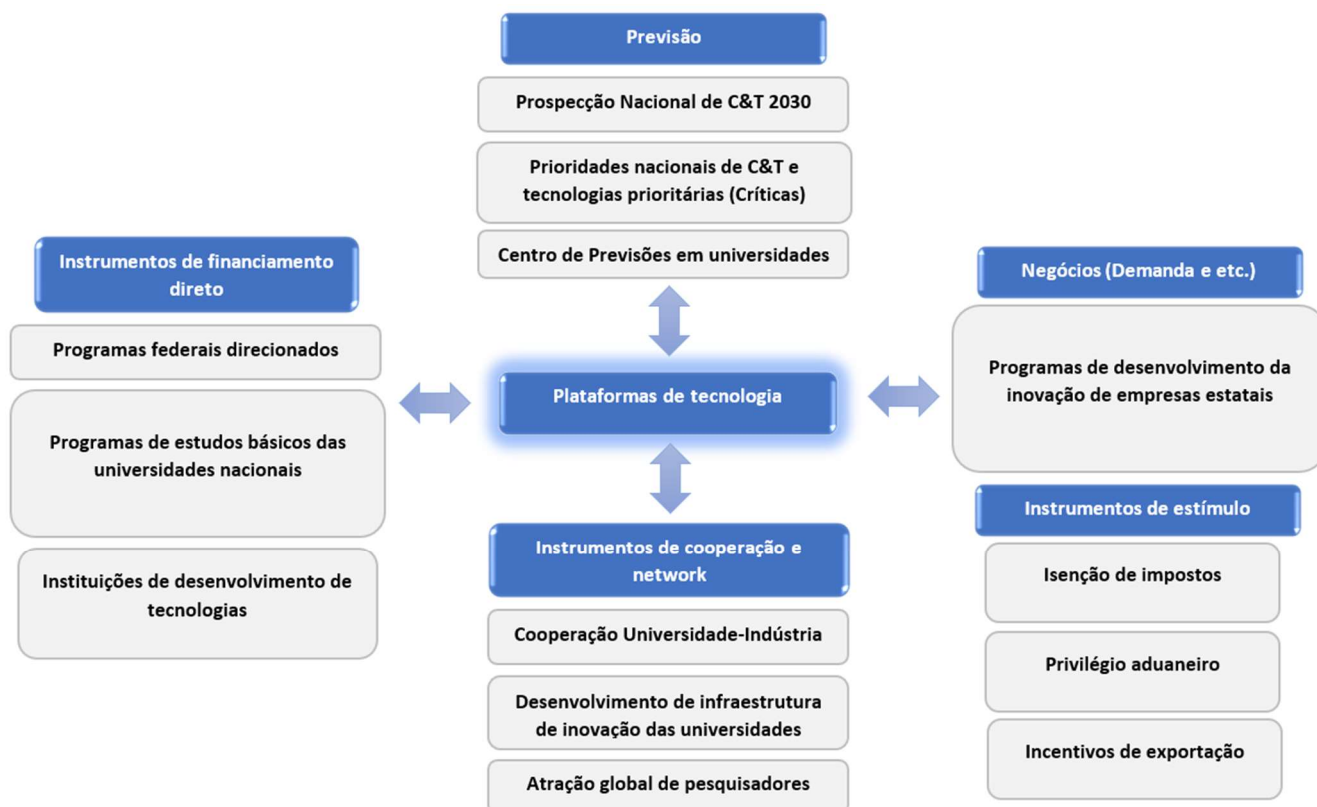 Previsão
Prospecção Nacional de C&T 2030
Prioridades nacionais de C&T e
tecnologias prioritárias (Críticas)
Centro de Previsões em universidades
Instrumentos de financiamento
direto
Programas federais direcionados
Programas de estudos básicos das
universidades nacionais
Instituições de desenvolvimento de
tecnologias
Plataformas de tecnologia
Negócios (Demanda e etc.)
Programas de desenvolvimento da
inovação de empresas estatais
Instrumentos de cooperação e
network
Cooperação Universidade-Indústria
Desenvolvimento de infraestrutura
de inovação das universidades
Atração global de pesquisadores
Instrumentos de estímulo
Isenção de impostos
Privilégio aduaneiro
Incentivos de exportação